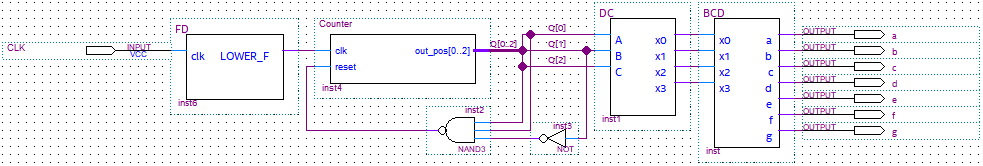 CLK
INPUT
VCC
FD
clk
LOWER_F
inst6
Counter
clk
out_pos[0..2]
reset
inst4
Q[0..2]
Q[0]
Q[1]
Q[2]
inst2
NAND3
inst3
NOT
DC
A
B
C
x0
x1
x2
x3
inst1
BCD
x0
x1
x2
x3
a
b
c
d
e
f
g
inst
OUTPUT
a
OUTPUT
b
OUTPUT
c
OUTPUT
d
OUTPUT
e
OUTPUT
f
OUTPUT
g